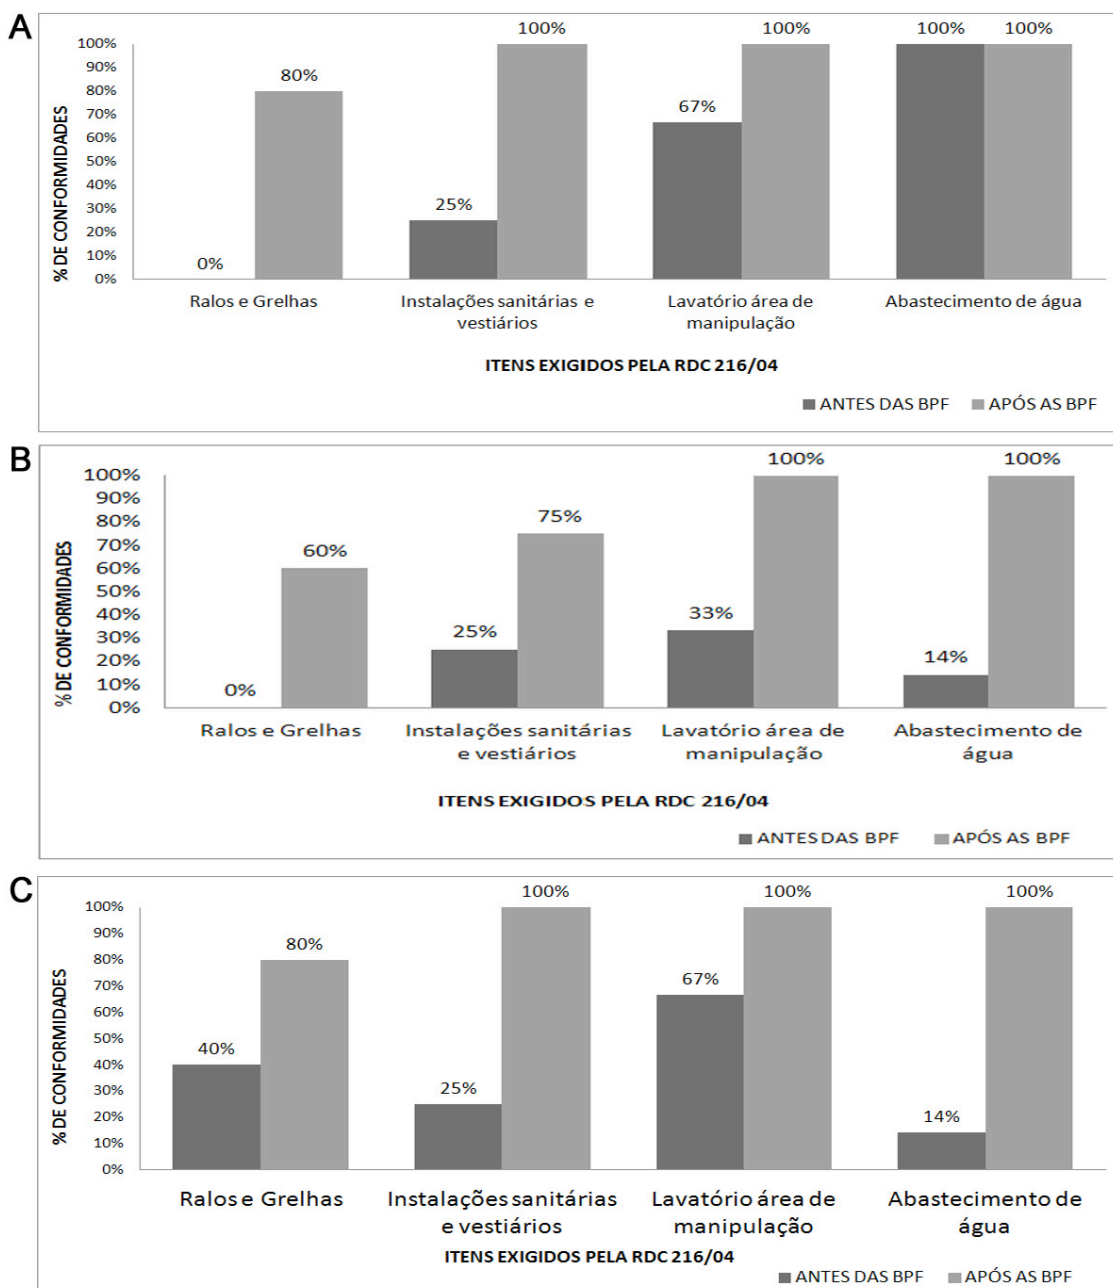 A
% DE CONFORMIDADES
100%
90%
80%
70%
60%
50%
40%
30%
20%
10%
0%
0%
80%
25%
100%
67%
100%
100%
100%
Ralos e Grelhas
Instalações sanitárias e
vestiários
Lavatório área de
manipulação
Abastecimento de água
ITENS EXIGIDOS PELA RDC 216/04
ANTES DAS BPF
APÓS AS BPF
B
% DE CONFORMIDADES
100%
90%
80%
70%
60%
50%
40%
30%
20%
10%
0%
0%
60%
25%
75%
33%
100%
14%
100%
Ralos e Grelhas
Instalações sanitárias
e vestiários
Lavatório área de
manipulação
Abastecimento de
água
ITENS EXIGIDOS PELA RDC 216/04
ANTES DAS BPF
APÓS AS BPF
C
% DE CONFORMIDADES
100%
90%
80%
70%
60%
50%
40%
30%
20%
10%
0%
40%
80%
25%
100%
67%
100%
14%
100%
Ralos e Grelhas
Instalações sanitárias
e vestiários
Lavatório área de
manipulação
Abastecimento de
água
ITENS EXIGIDOS PELA RDC 216/04
ANTES DAS BPF
APÓS AS BPF